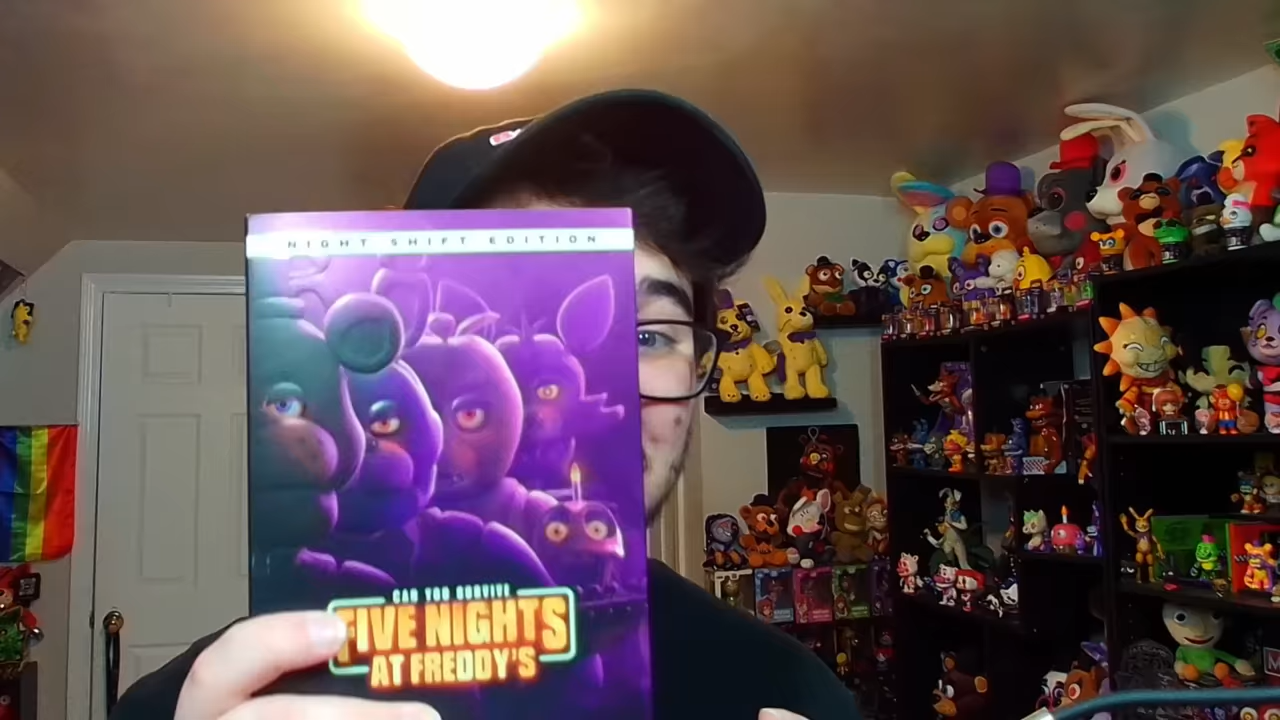 NIGHT SHIFT EDITION
CAN YOU SURVIVE
FIVE NIGHTS
AT FREDDY'S